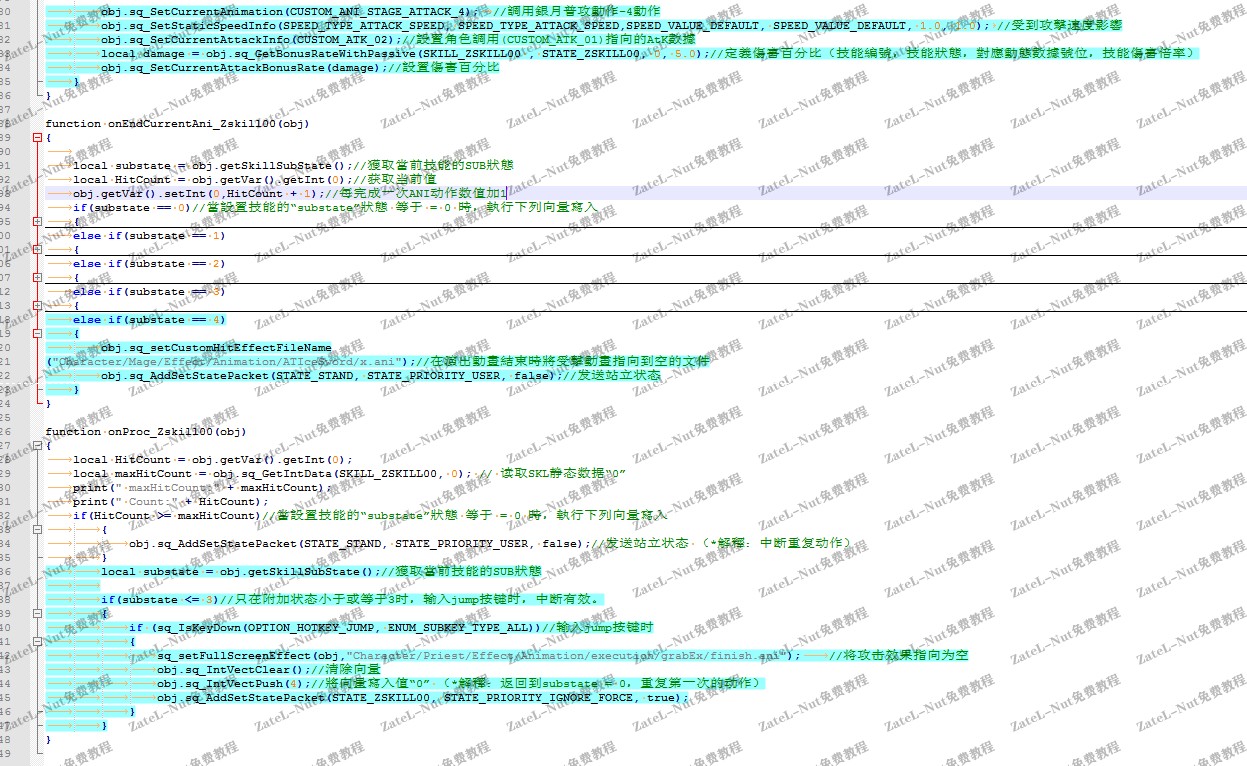 obj.sq_SetCurrentAnimation(CUSTOM_ANI_STAGE_ATTACK_4); //調用銀月普攻動作-4動作
obj.sq_SetStaticSpeedInfo(SPEED_TYPE_ATTACK_SPEED, SPEED_TYPE_ATTACK_SPEED,SPEED_VALUE_DEFAULT, SPEED_VALUE_DEFAULT, 1.0, 1.0); //受到攻擊速度影響
obj.sq_SetCurrentAttackInfo(CUSTOM_ATK_02);//設置角色調用(CUSTOM_ATK_01)指向的Atk數據
local damage = obj.sq_GetBonusRateWithPassive(SKILL_ZSKILL00 , STATE_ZSKILL00, 0, 5.0);//定義傷害百分比（技能編號，技能狀態，對應動態數據號位，技能傷害倍率）
obj.sq_SetCurrentAttackBonusRate(damage);//設置傷害百分比
}
}
function onEndCurrentAni_Zskill00(obj)
{
local substate = obj.getSkillSubState();//獲取當前技能的SUB狀態
local HitCount = obj.getVar().getInt(0);//获取当前值
obj.getVar().setInt(0,HitCount + 1);//每完成一次ANI动作数值加1
if(substate == 0)//當設置技能的“substate”狀態 等于 = 0 時，執行下列向量寫入
{
else if(substate == 1)
{
else if(substate == 2)
{
else if(substate == 3)
{
else if(substate == 4)
{
obj.sq_setCustomHitEffectFileName
("Character/Mage/Effect/Animation/ATIceSword/x.ani");//在演出動畫結束時將受擊動畫指向到空的文件
obj.sq_AddSetStatePacket(STATE_STAND, STATE_PRIORITY_USER, false);//发送站立状态
}
}
function onProc_Zskill00(obj)
{
local HitCount = obj.getVar().getInt(0);
local maxHitCount = obj.sq_GetIntData(SKILL_ZSKILL00, 0); // 读取SKL静态数据“0”
print(" maxHitCount:" + maxHitCount);
print(" Count:" + HitCount);
if(HitCount >= maxHitCount)//當設置技能的“substate”狀態 等于 = 0 時，執行下列向量寫入
{
obj.sq_AddSetStatePacket(STATE_STAND, STATE_PRIORITY_USER, false);//发送站立状态 （*解釋：中断重复动作）
}
local substate = obj.getSkillSubState();//獲取當前技能的SUB狀態
if(substate <= 3)//只在附加状态小于或等于3时，输入jump按键时，中断有效。
{
if (sq_IsKeyDown(OPTION_HOTKEY_JUMP, ENUM_SUBKEY_TYPE_ALL))//输入jump按键时
{
sq_setFullScreenEffect(obj,"Character/Priest/Effect/Animation/execution/grabEx/finish.ani"); //将攻击效果指向为空
obj.sq_IntVectClear();//清除向量
obj.sq_IntVectPush(4);//將向量寫入值“0” （*解釋：返回到substate = 0，重复第一次的动作）
obj.sq_AddSetStatePacket(STATE_ZSKILL00, STATE_PRIORITY_IGNORE_FORCE, true);
}
}
}
ZateL~Nut免费教程